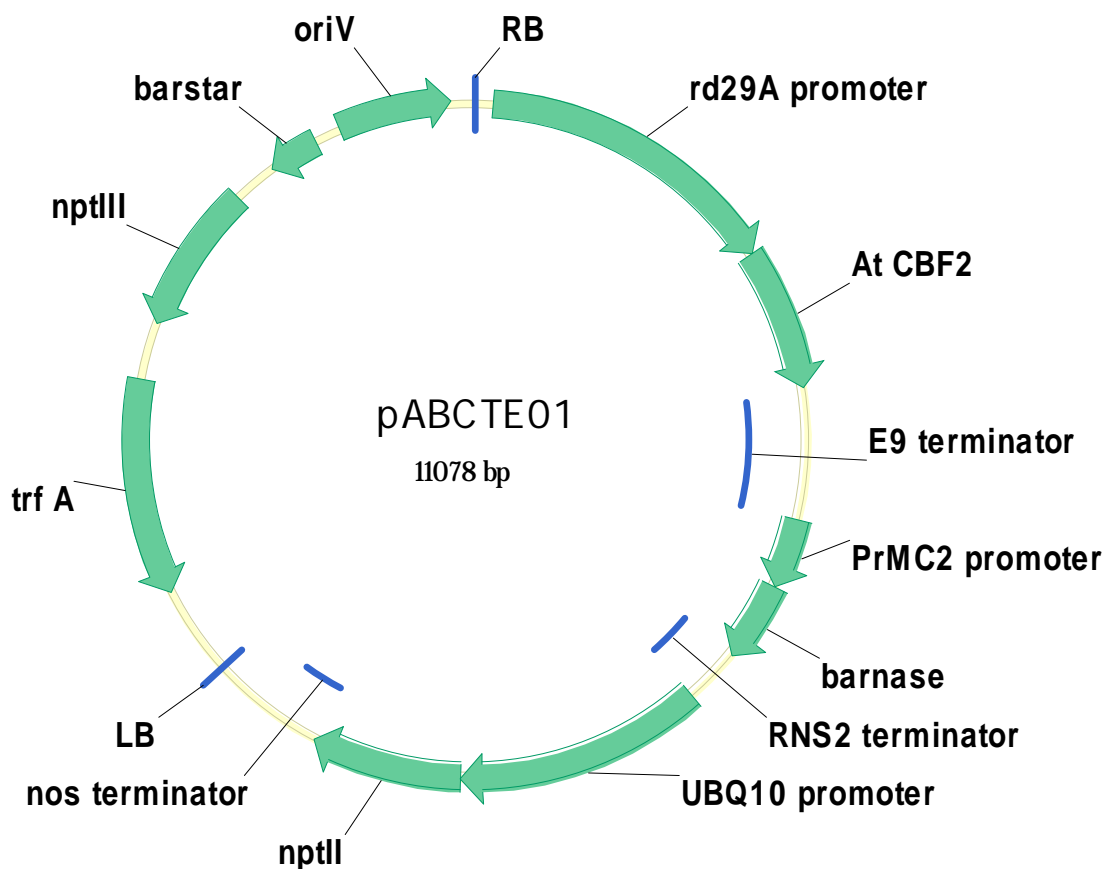 oriV
RB
barstar
rd29A promoter
nptIII
At CBF2
pABCTE01
11078 bp
E9 terminator
trf A
PrMC2 promoter
barnase
LB
RNS2 terminator
nos terminator
UBQ10 promoter
nptII